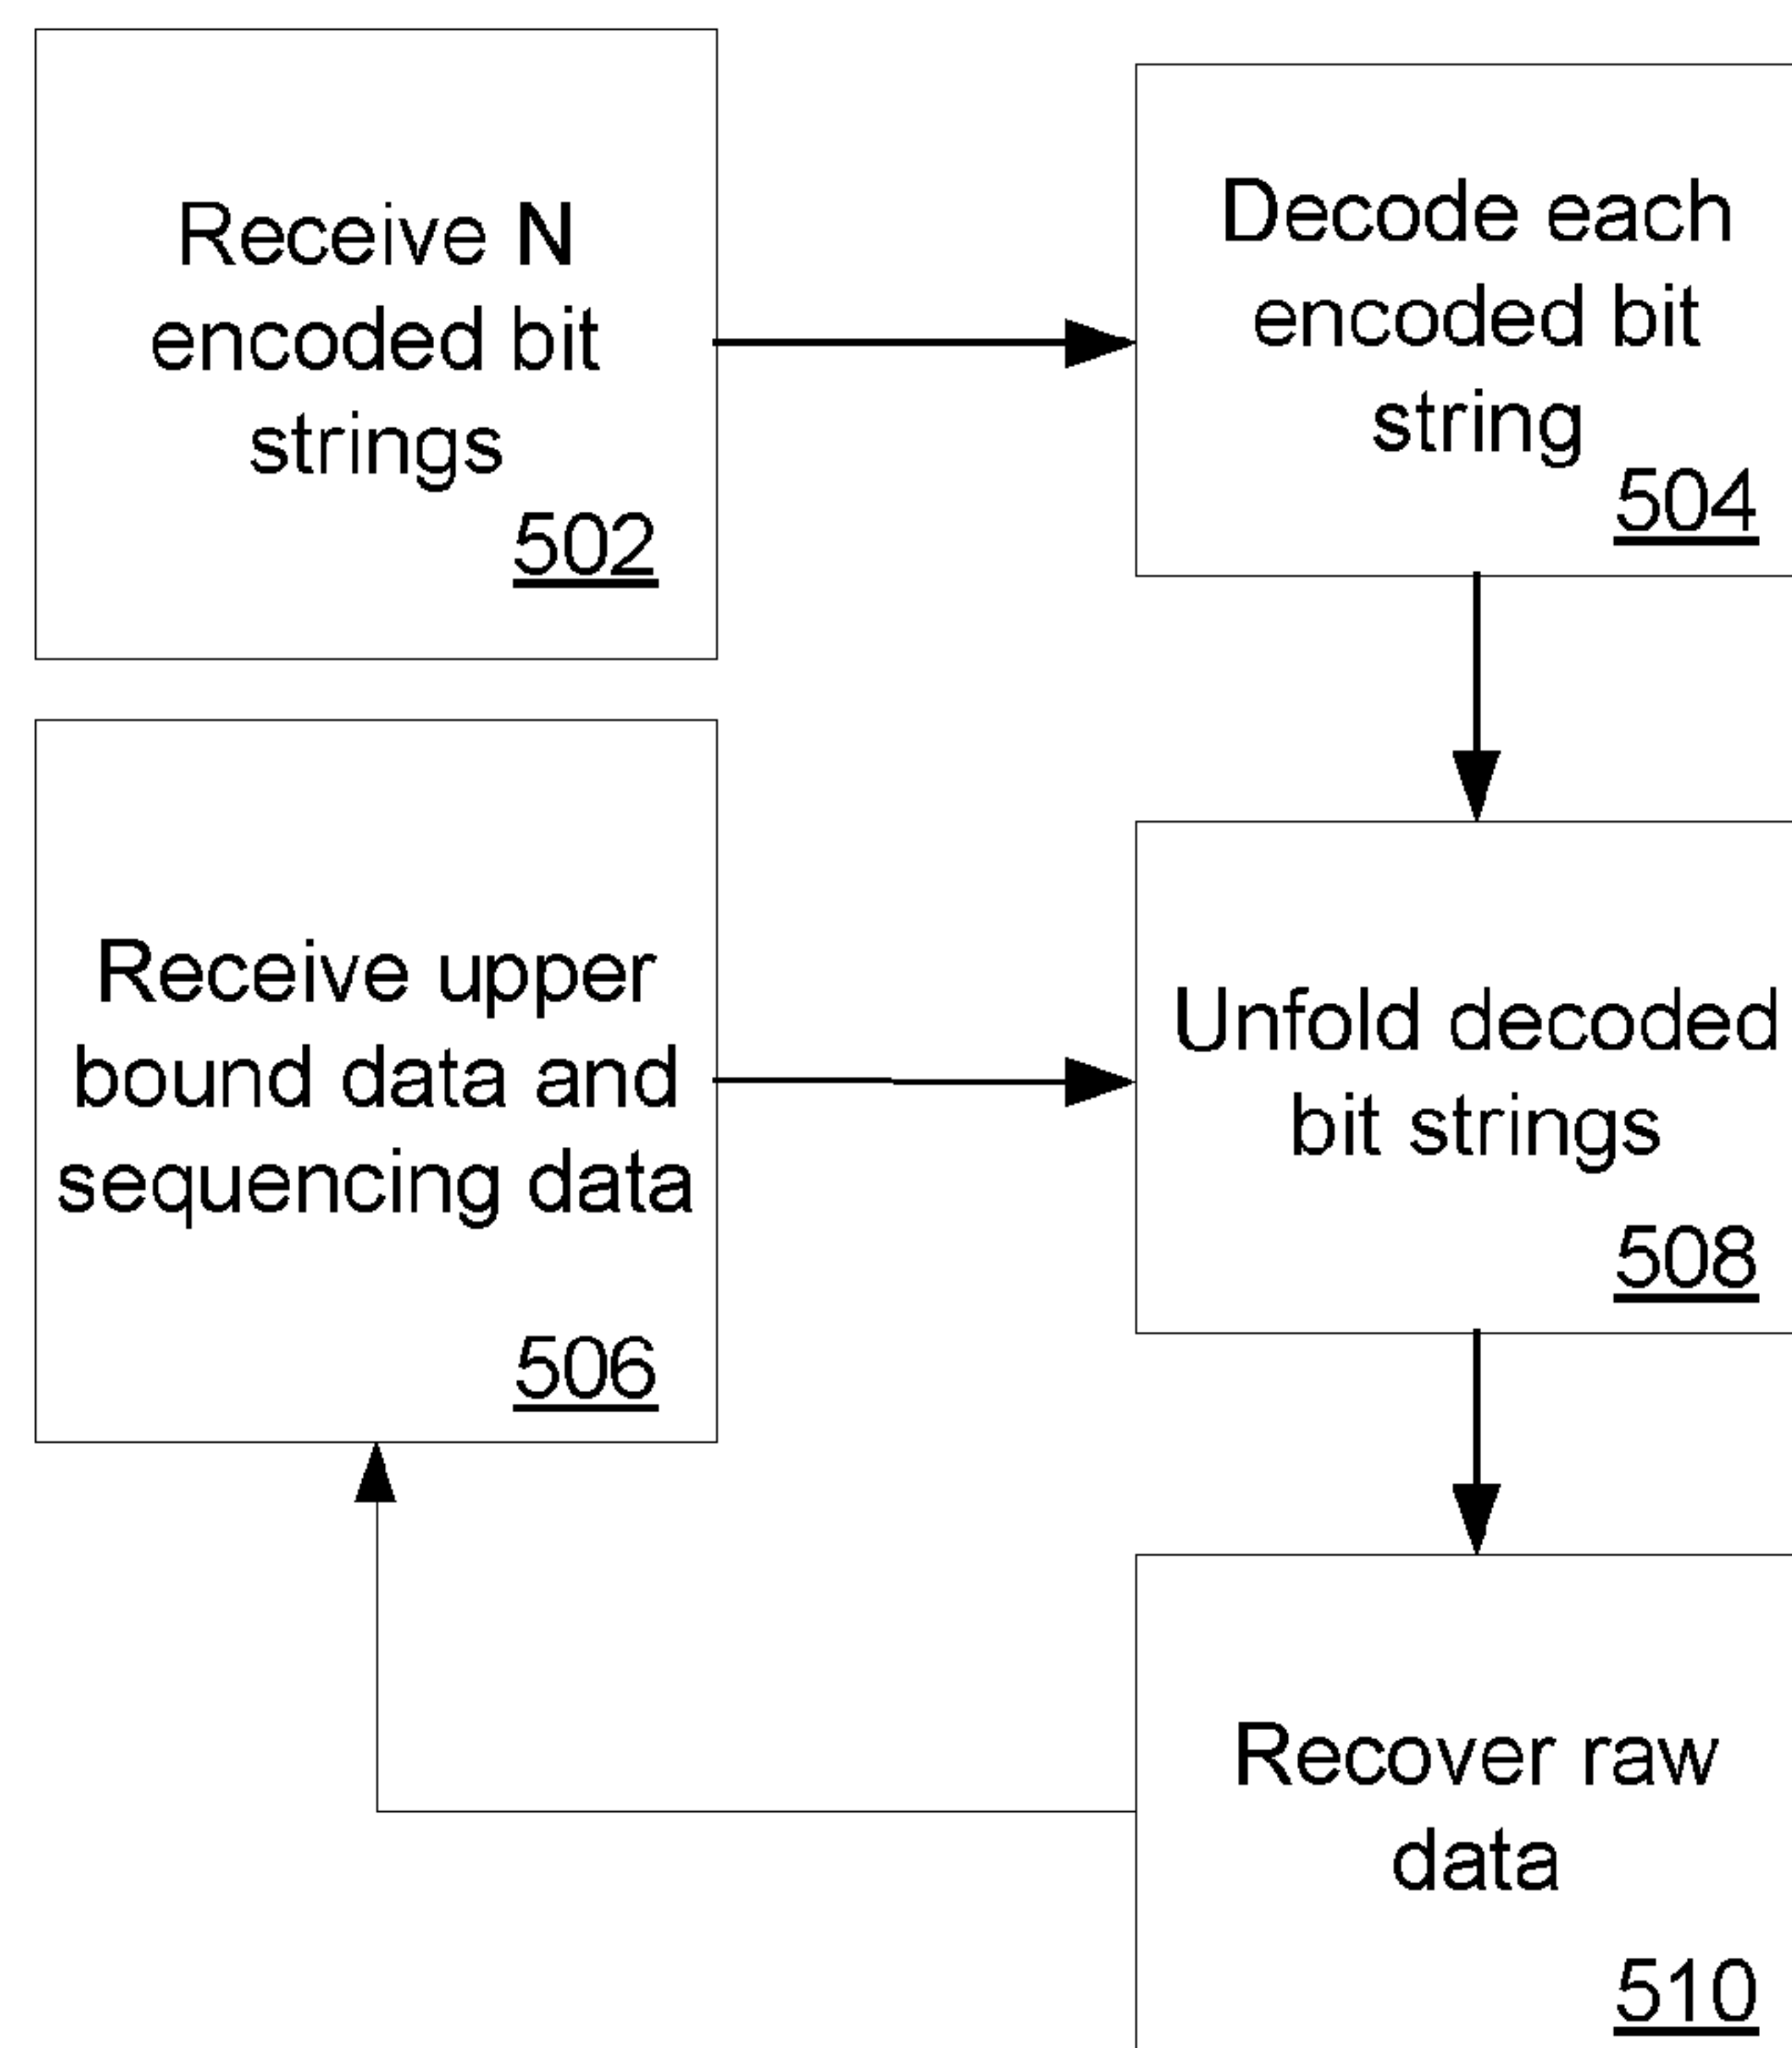 Receive N
encoded bit
strings
502
Decode each
encoded bit
string
504
Receive upper
bound data and
sequencing data
506
Unfold decoded
bit strings
508
Recover raw
data
510